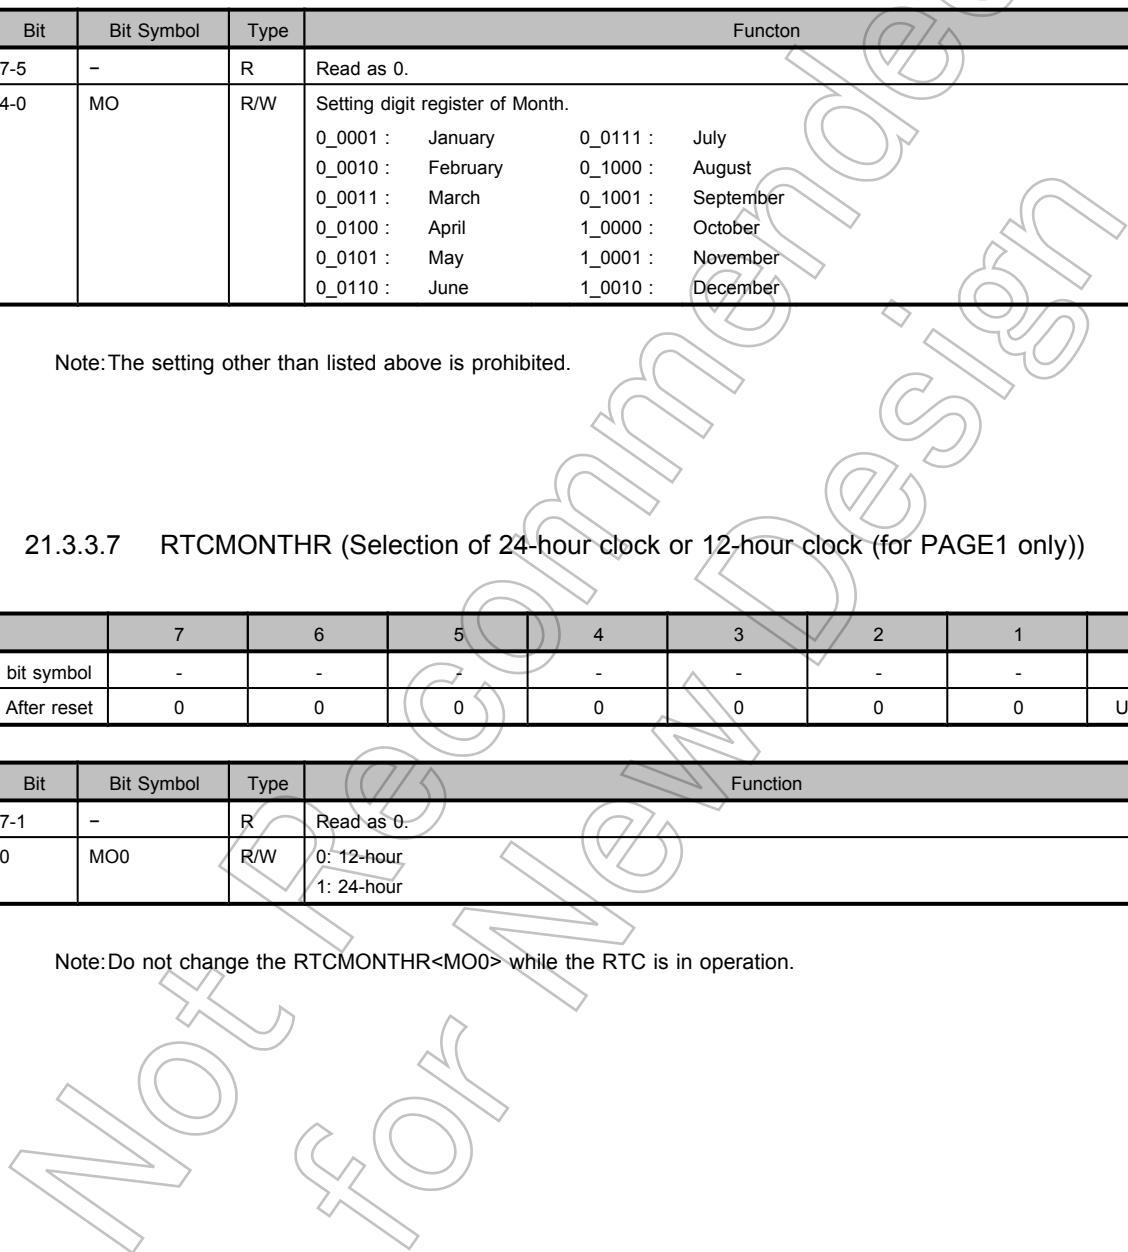 Bit Bit Symbol Type Functon
7-5 − R Read as 0.
4-0 MO R/W Setting digit register of Month.
0_0001 : January 0_0111 : July
0_0010 : February 0_1000 : August
0_0011 : March 0_1001 : September
0_0100 : April 1_0000 : October
0_0101 : May 1_0001 : November
0_0110 : June 1_0010 : December
Note:The setting other than listed above is prohibited.
21.3.3.7 RTCMONTHR (Selection of 24-hour clock or 12-hour clock (for PAGE1 only))
7 6 5 4 3 2 1
bit symbol - - - - - - -
After reset 0 0 0 0 0 0 0 U
Bit Bit Symbol Type Function
7-1 − R Read as 0.
0 MO0 R/W 0: 12-hour
1: 24-hour
Note:Do not change the RTCMONTHR<MO0> while the RTC is in operation.
Not Recommended
for New Design